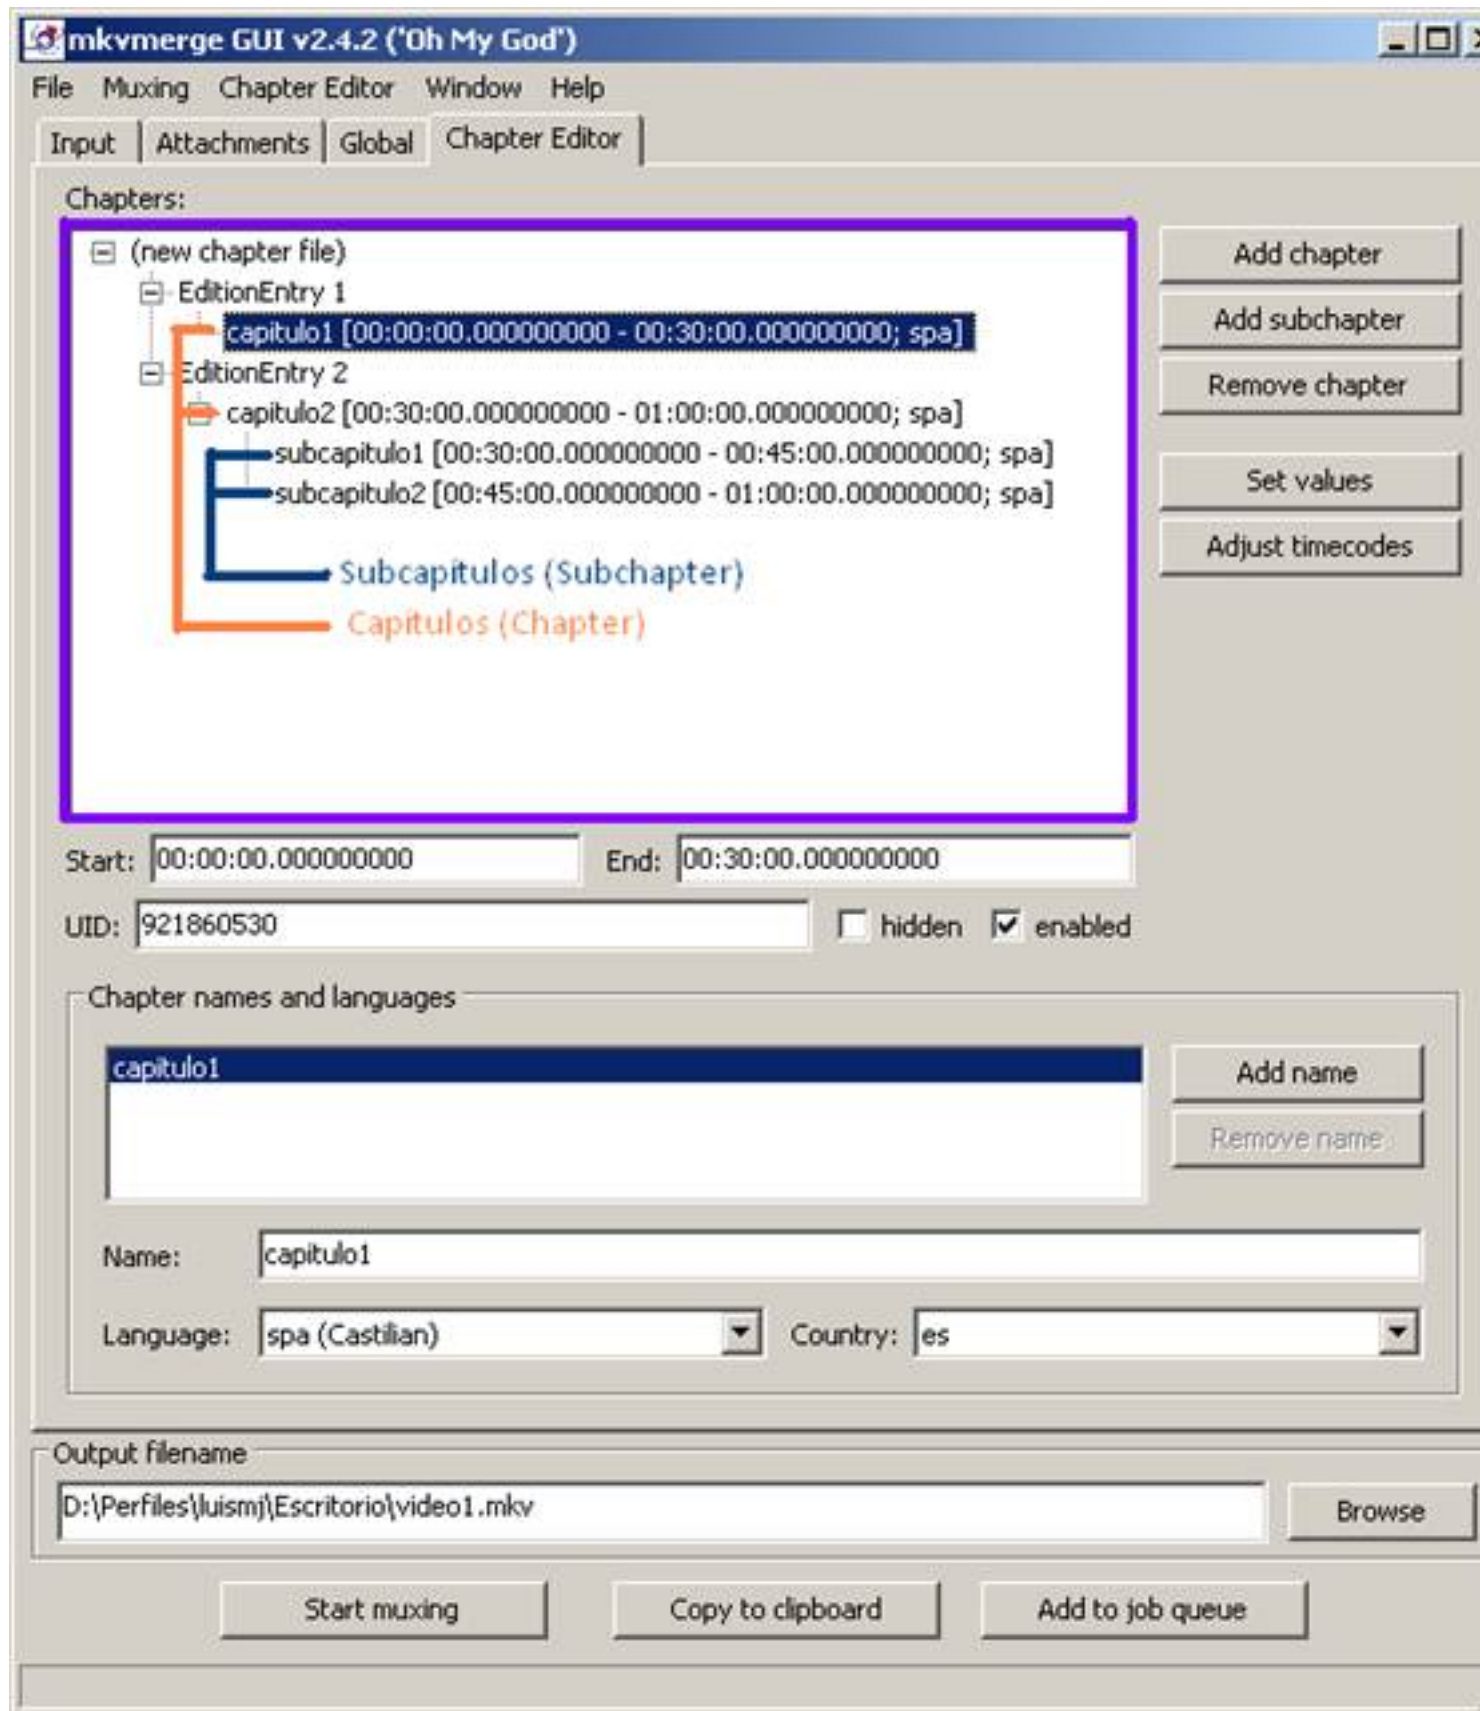 mkvmerge GUI v2.4.2 ('Oh My God')
File Muxing Chapter Editor Window Help
Input Attachments Global Chapter Editor
Chapters:
(new chapter file)
EditionEntry 1
capitulo1 [00:00:00.000000000 - 00:30:00.000000000; spa]
EditionEntry 2
capitulo2 [00:30:00.000000000 - 01:00:00.000000000; spa]
subcapitulo1 [00:30:00.000000000 - 00:45:00.000000000; spa]
subcapitulo2 [00:45:00.000000000 - 01:00:00.000000000; spa]
Subcapitulos (Subchapter)
Capítulos (Chapter)
Add chapter
Add subchapter
Remove chapter
Set values
Adjust timecodes
Start: 00:00:00.000000000 End: 00:30:00.000000000
UID: 921860530 hidden enabled
Chapter names and languages
capitulo1
Add name
Remove name
Name: capitulo1
Language: spa (Castilian) Country: es
Output filename
D:\Perfiles\luismj\Escritorio\video1.mkv Browse
Start muxing Copy to clipboard Add to job queue